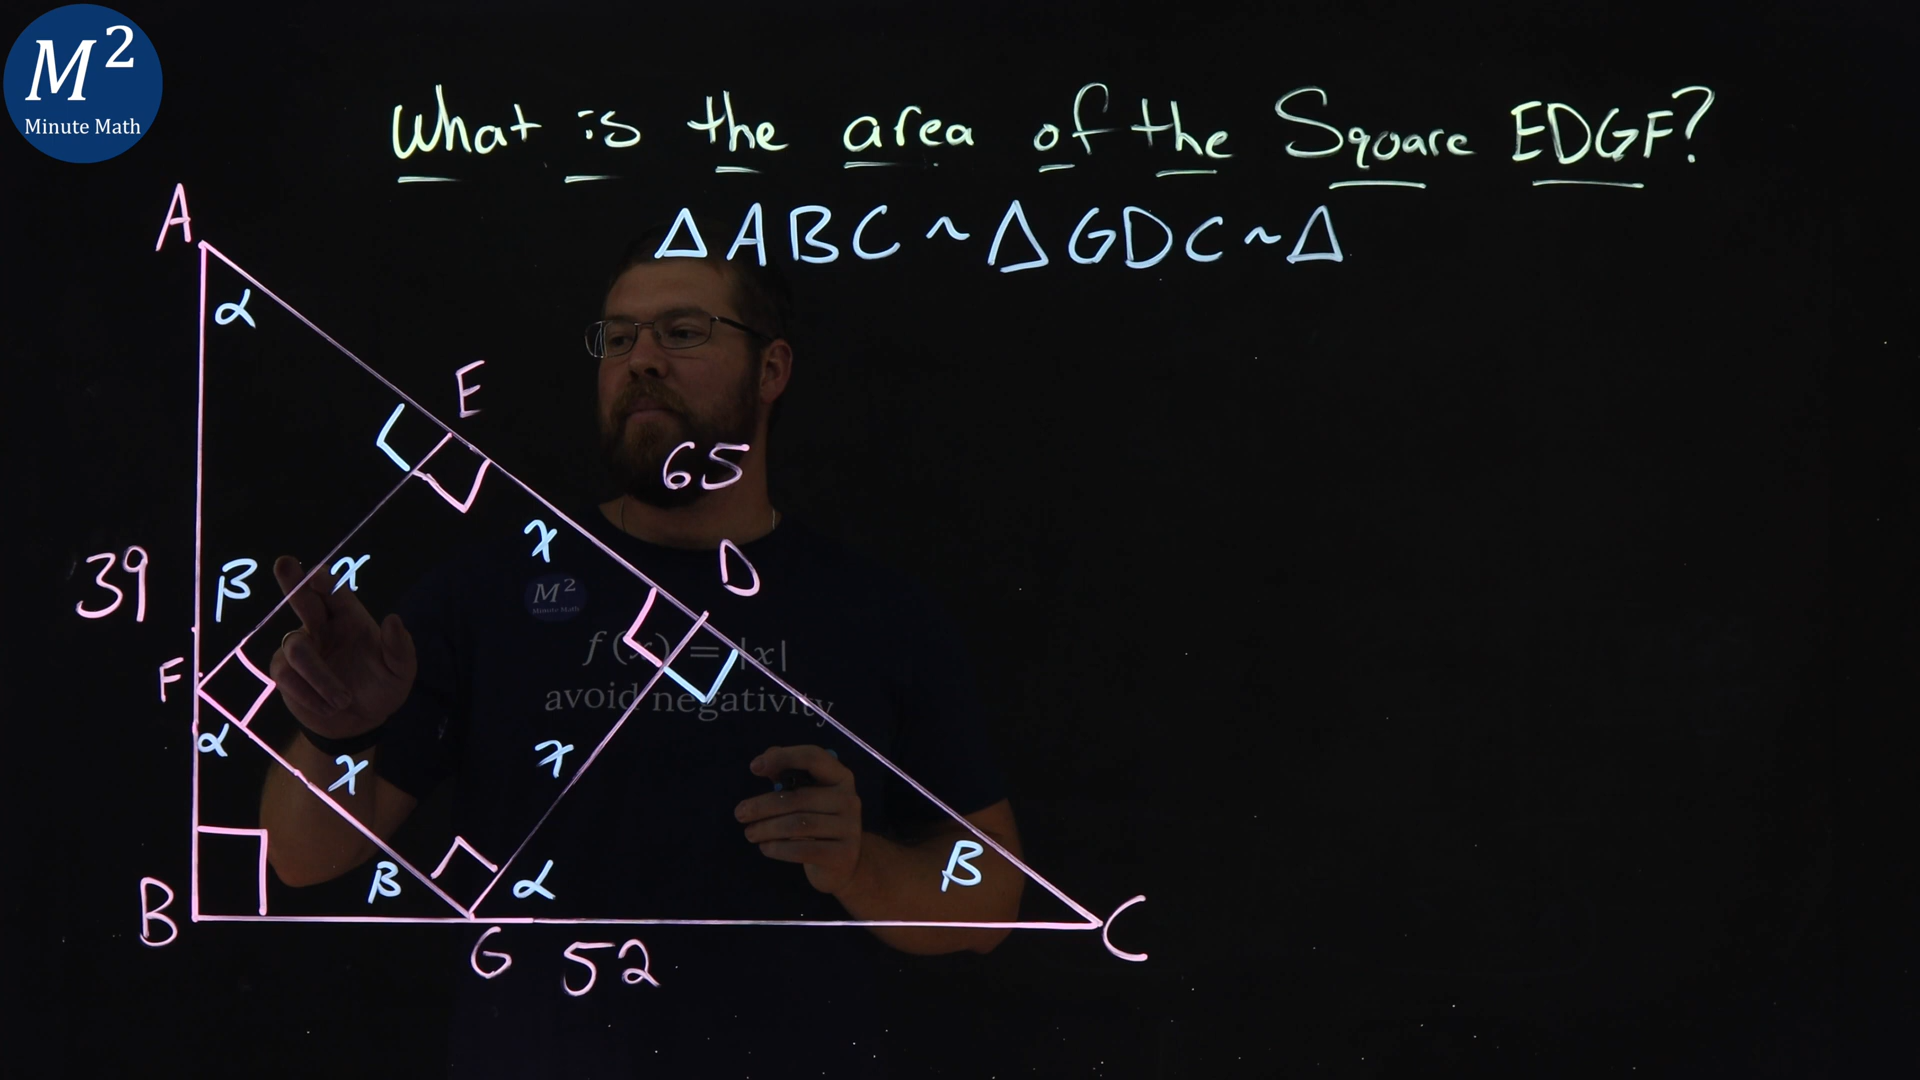 M²
Minute Math
What is the area of the Square EDGF?
△ABC ~ △GDC ~ △
A
α
E
65
x
D
39
β
x
M²
Minute Math
f(x) = |x|
avoid negativity
F
α
x
x
β
α
β
B
G
52
C